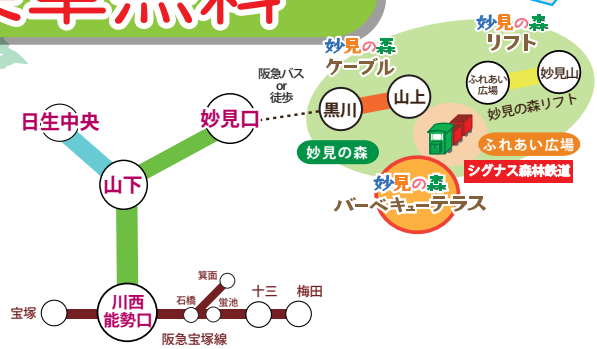 無料
妙見の森
リフト
妙見の森
ケーブル
阪急バス
or
徒歩
ふれあい
広場
妙見山
黒川
山上
妙見の森リフト
日生中央
妙見口
妙見の森
ふれあい広場
シグナス森林鉄道
山下
妙見の森
バーベキューテラス
箕面
川西
能勢口
石橋
蛍池
十三
梅田
宝塚
阪急宝塚線